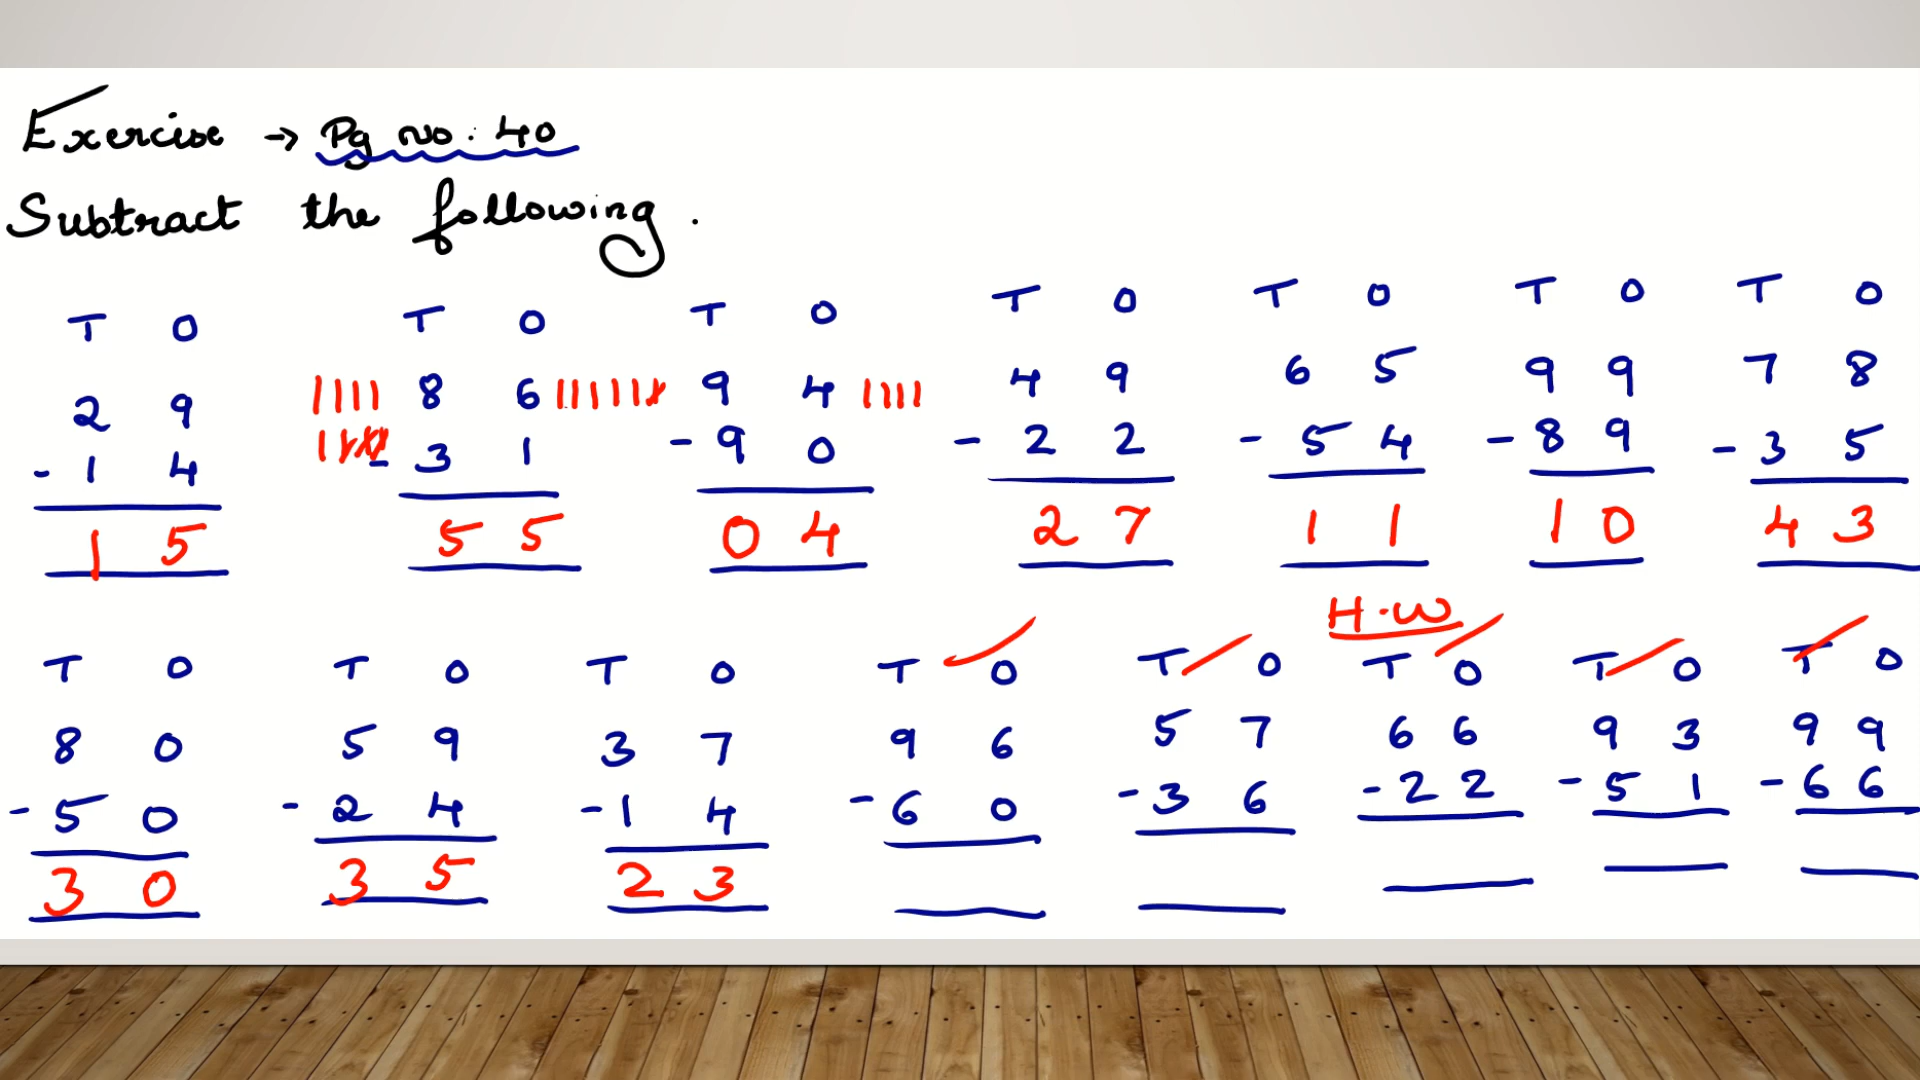 Exercise → Pg no: 40
Subtract the following.
T O T O T O T O T O T O T O
2 9 8 6 9 4 4 9 6 5 9 9 7 8
- 1 4 - 3 1 - 9 0 - 2 2 - 5 4 - 8 9 - 3 5
1 5 5 5 0 4 2 7 1 1 1 0 4 3
H.W
T O T O T O T O T O T O T O T O
8 0 5 9 3 7 9 6 5 7 6 6 9 3 9 9
- 5 0 - 2 4 - 1 4 - 6 0 - 3 6 - 2 2 - 5 1 - 6 6
3 0 3 5 2 3